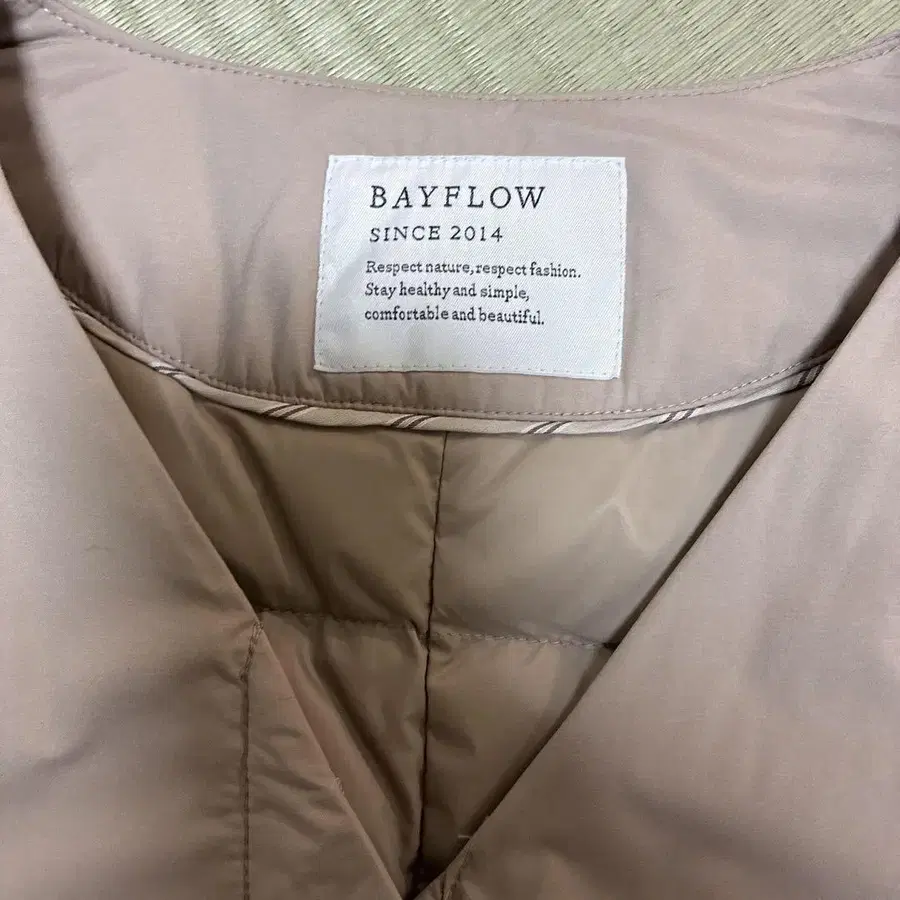 BAYFLOW
SINCE 2014
Respect nature, respect fashion.
Stay healthy and simple,
comfortable and beautiful.